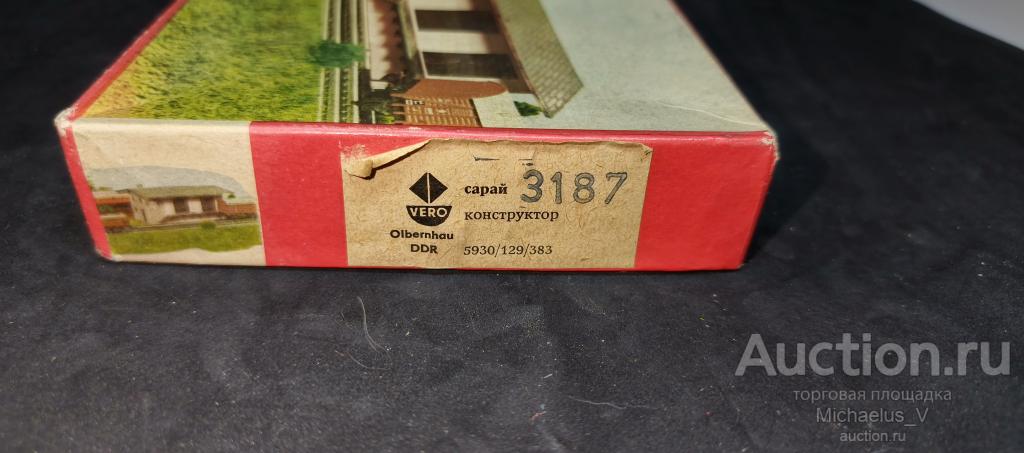 сарай 3187
VERO
конструктор
Olbernhau
DDR 5930/129/383
Auction.ru
торговая площадка
Michaelus_V
auction.ru